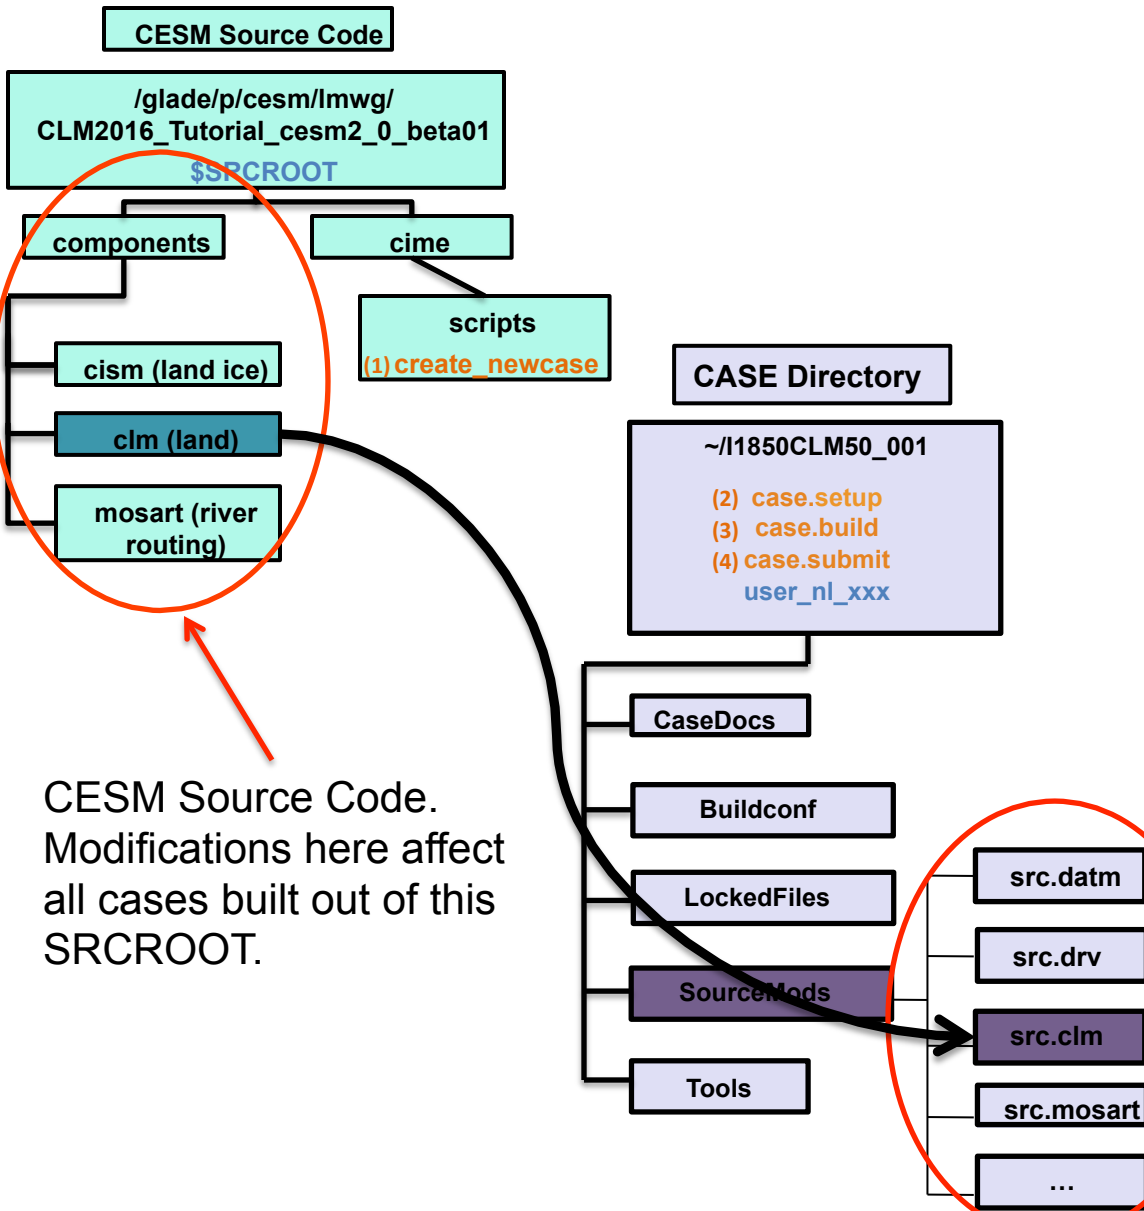 CESM Source Code
/glade/p/cesm/lmwg/
CLM2016_Tutorial_cesm2_0_beta01
$SRCROOT
components
cime
scripts
(1) create_newcase
cism (land ice)
clm (land)
mosart (river
routing)
CASE Directory
~/I1850CLM50_001
(2) case.setup
(3) case.build
(4) case.submit
user_nl_xxx
CaseDocs
Buildconf
LockedFiles
SourceMods
Tools
src.datm
src.drv
src.clm
src.mosart
...
CESM Source Code.
Modifications here affect
all cases built out of this
SRCROOT.